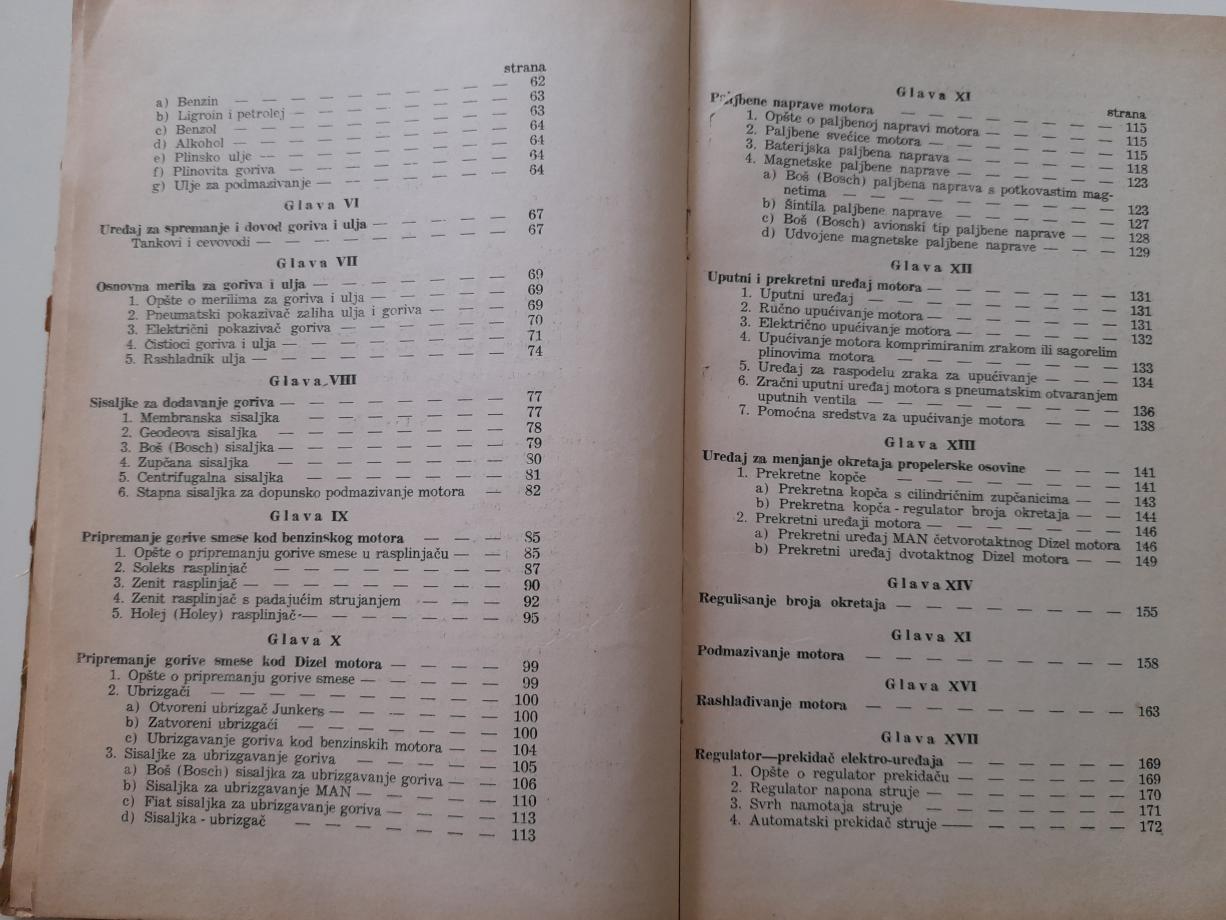 strana
62
a) Benzin — — — — — — — — 63
b) Ligroin i petrolej — — — — — — 63
c) Benzol — — — — — — — — 64
d) Alkohol — — — — — — — — 64
e) Plinsko ulje — — — — — — — 64
f) Plinovita goriva — — — — — — 64
g) Ulje za podmazivanje — — — — —
Glava VI
67
Uređaj za spremanje i dovod goriva i ulja — — — — 67
Tankovi i cevovodi — — — — — — —
Glava VII
Osnovna merila za goriva i ulja — — — — — — 69
1. Opšte o merilima za goriva i ulja — — — — 69
2. Pneumatski pokazivač zaliha ulja i goriva — — — 69
3. Električni pokazivač goriva — — — — — 70
4. Čistioci goriva i ulja — — — — — — 71
5. Rashladnik ulja — — — — — — — 74
Glava VIII
Sisaljke za dodavanje goriva — — — — — — — 77
1. Membranska sisaljka — — — — — — 77
2. Geodeova sisaljka — — — — — — — 78
3. Boš (Bosch) sisaljka — — — — — — — 79
4. Zupčana sisaljka — — — — — — — 80
5. Centrifugalna sisaljka — — — — — — 81
6. Stapna sisaljka za dopunsko podmazivanje motora — 82
Glava IX
Pripremanje gorive smese kod benzinskog motora — — — 85
1. Opšte o pripremanju gorive smese u rasplinjaču — — 85
2. Soleks rasplinjač — — — — — — — 87
3. Zenit rasplinjač — — — — — — — — 90
4. Zenit rasplinjač s padajućim strujanjem — — — 92
5. Holej (Holey) rasplinjač — — — — — — 95
Glava X
Pripremanje gorive smese kod Dizel motora — — — — 99
1. Opšte o pripremanju gorive smese — — — — — 99
2. Ubrizgači — — — — — — — — — 100
a) Otvoreni ubrizgač Junkers — — — — — 100
b) Zatvoreni ubrizgači — — — — — — 100
c) Ubrizgavanje goriva kod benzinskih motora — — 104
3. Sisaljke za ubrizgavanje goriva — — — — — 105
a) Boš (Bosch) sisaljka za ubrizgavanje goriva — — 106
b) Sisaljka za ubrizgavanje MAN — — — — — 110
c) Fiat sisaljka za ubrizgavanje goriva — — — — 113
d) Sisaljka - ubrizgač — — — — — — — 113
Glava XI
strana
Paljbene naprave motora — — — — — — — 115
1. Opšte o paljbenoj napravi motora — — — — — 115
2. Paljbene svećice motora — — — — — — — 115
3. Baterijska paljbena naprava — — — — — — 118
4. Magnetske paljbene naprave — — — — — — 123
a) Boš (Bosch) paljbena naprava s potkovastim mag-
netima — — — — — — — — — 123
b) Šintila paljbene naprave — — — — — — 127
c) Boš (Bosch) avionski tip paljbene naprave — — 128
d) Udvojene magnetske paljbene naprave — — — 129
Glava XII
Uputni i prekretni uređaj motora — — — — — — 131
1. Uputni uređaj — — — — — — — — 131
2. Ručno upućivanje motora — — — — — — — 131
3. Električno upućivanje motora — — — — — — 132
4. Upućivanje motora komprimiranim zrakom ili sagorelim
plinovima motora — — — — — — — 133
5. Uređaj za raspodelu zraka za upućivanje — — — 134
6. Zračni uputni uređaj motora s pneumatskim otvaranjem
uputnih ventila — — — — — — — — 136
7. Pomoćna sredstva za upućivanje motora — — — 138
Glava XIII
Uređaj za menjanje okretaja propelerske osovine — — — 141
1. Prekretne kopče — — — — — — — — 141
a) Prekretna kopča s cilindričnim zupčanicima — — 143
b) Prekretna kopča - regulator broja okretaja — — 144
2. Prekretni uređaji motora — — — — — — — 146
a) Prekretni uređaj MAN četvorotaktnog Dizel motora 146
b) Prekretni uređaj dvotaktnog Dizel motora — — 149
Glava XIV
Regulisanje broja okretaja — — — — — — — — 155
Glava XI
Podmazivanje motora — — — — — — — — — 158
Glava XVI
Rashlađivanje motora — — — — — — — — — 163
Glava XVII
Regulator—prekidač elektro-uređaja — — — — — — 169
1. Opšte o regulator prekidaču — — — — — — 169
2. Regulator napona struje — — — — — — — 170
3. Svrh namotaja struje — — — — — — — 171
4. Automatski prekidač struje — — — — — — 172